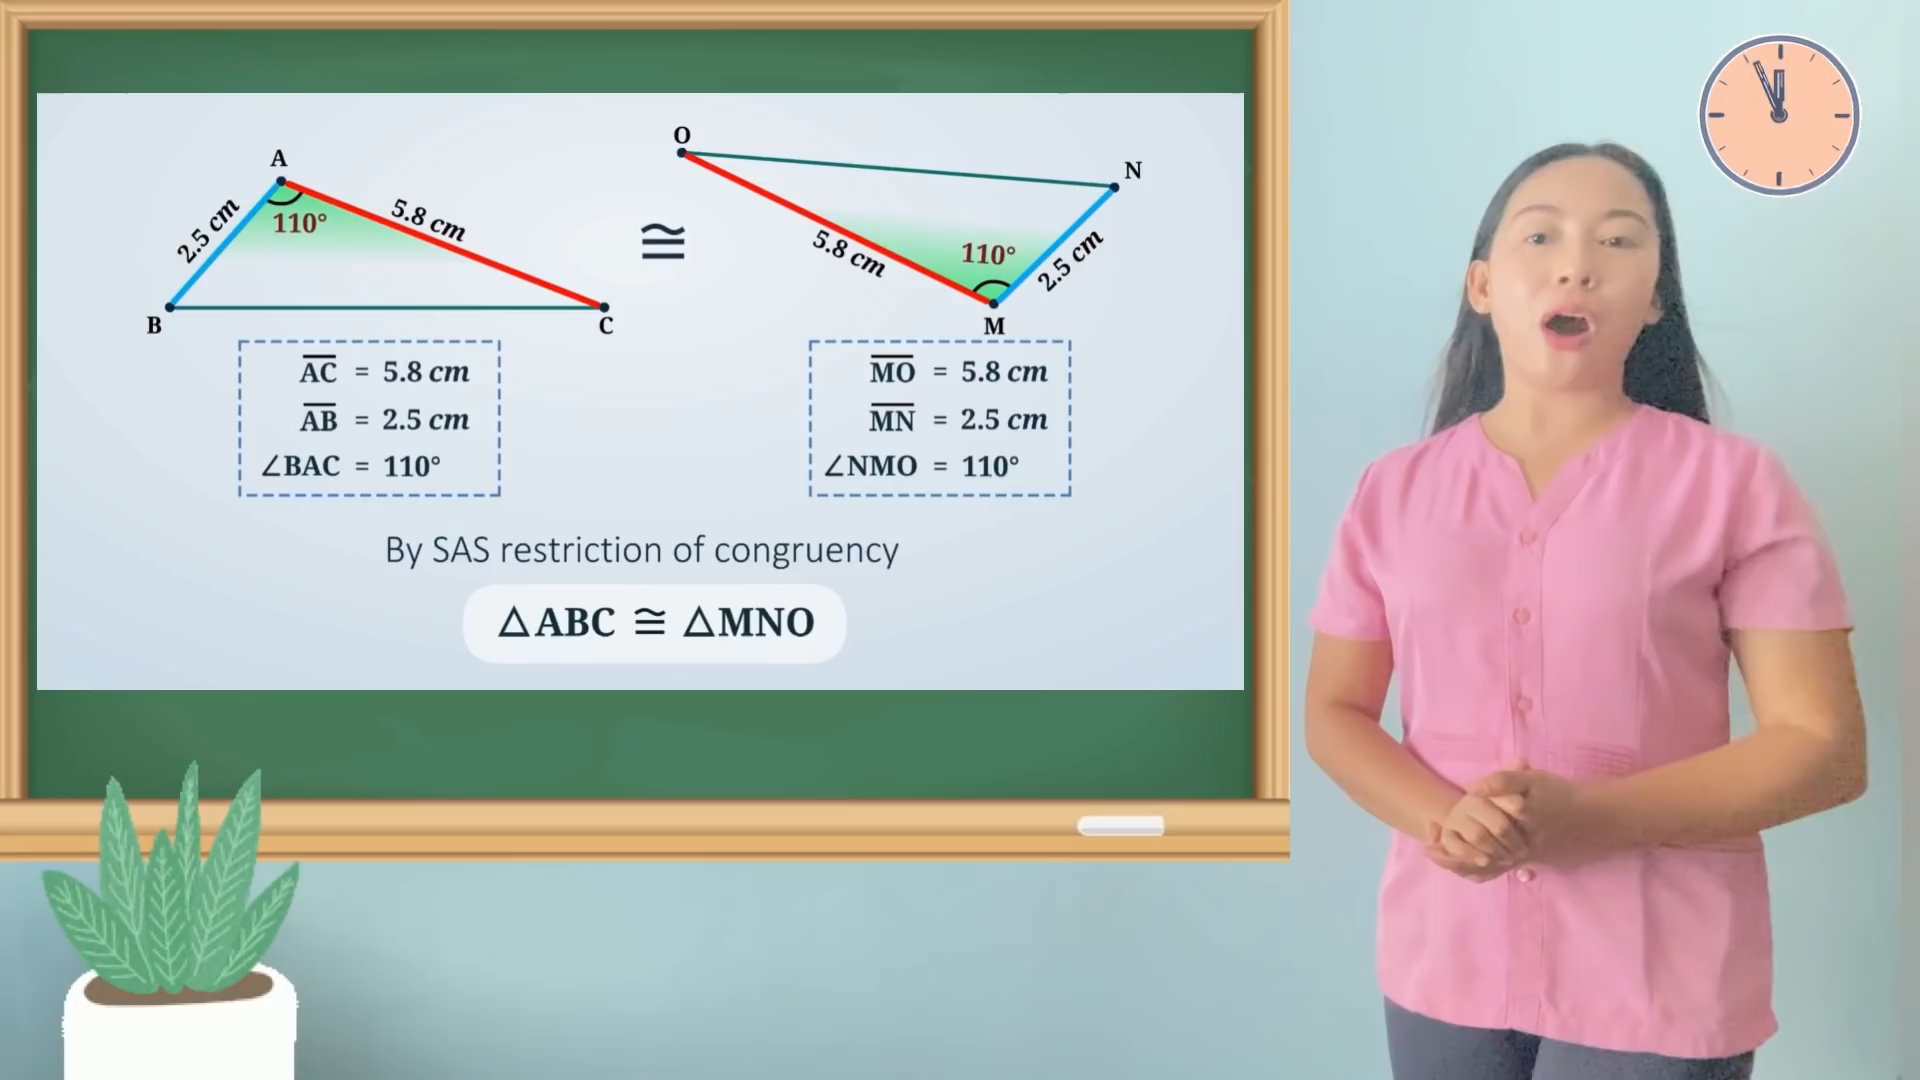 A
2.5 cm
110°
5.8 cm
B
C
≅
O
N
5.8 cm
110°
2.5 cm
M
AC = 5.8 cm
AB = 2.5 cm
∠BAC = 110°
MO = 5.8 cm
MN = 2.5 cm
∠NMO = 110°
By SAS restriction of congruency
△ABC ≅ △MNO